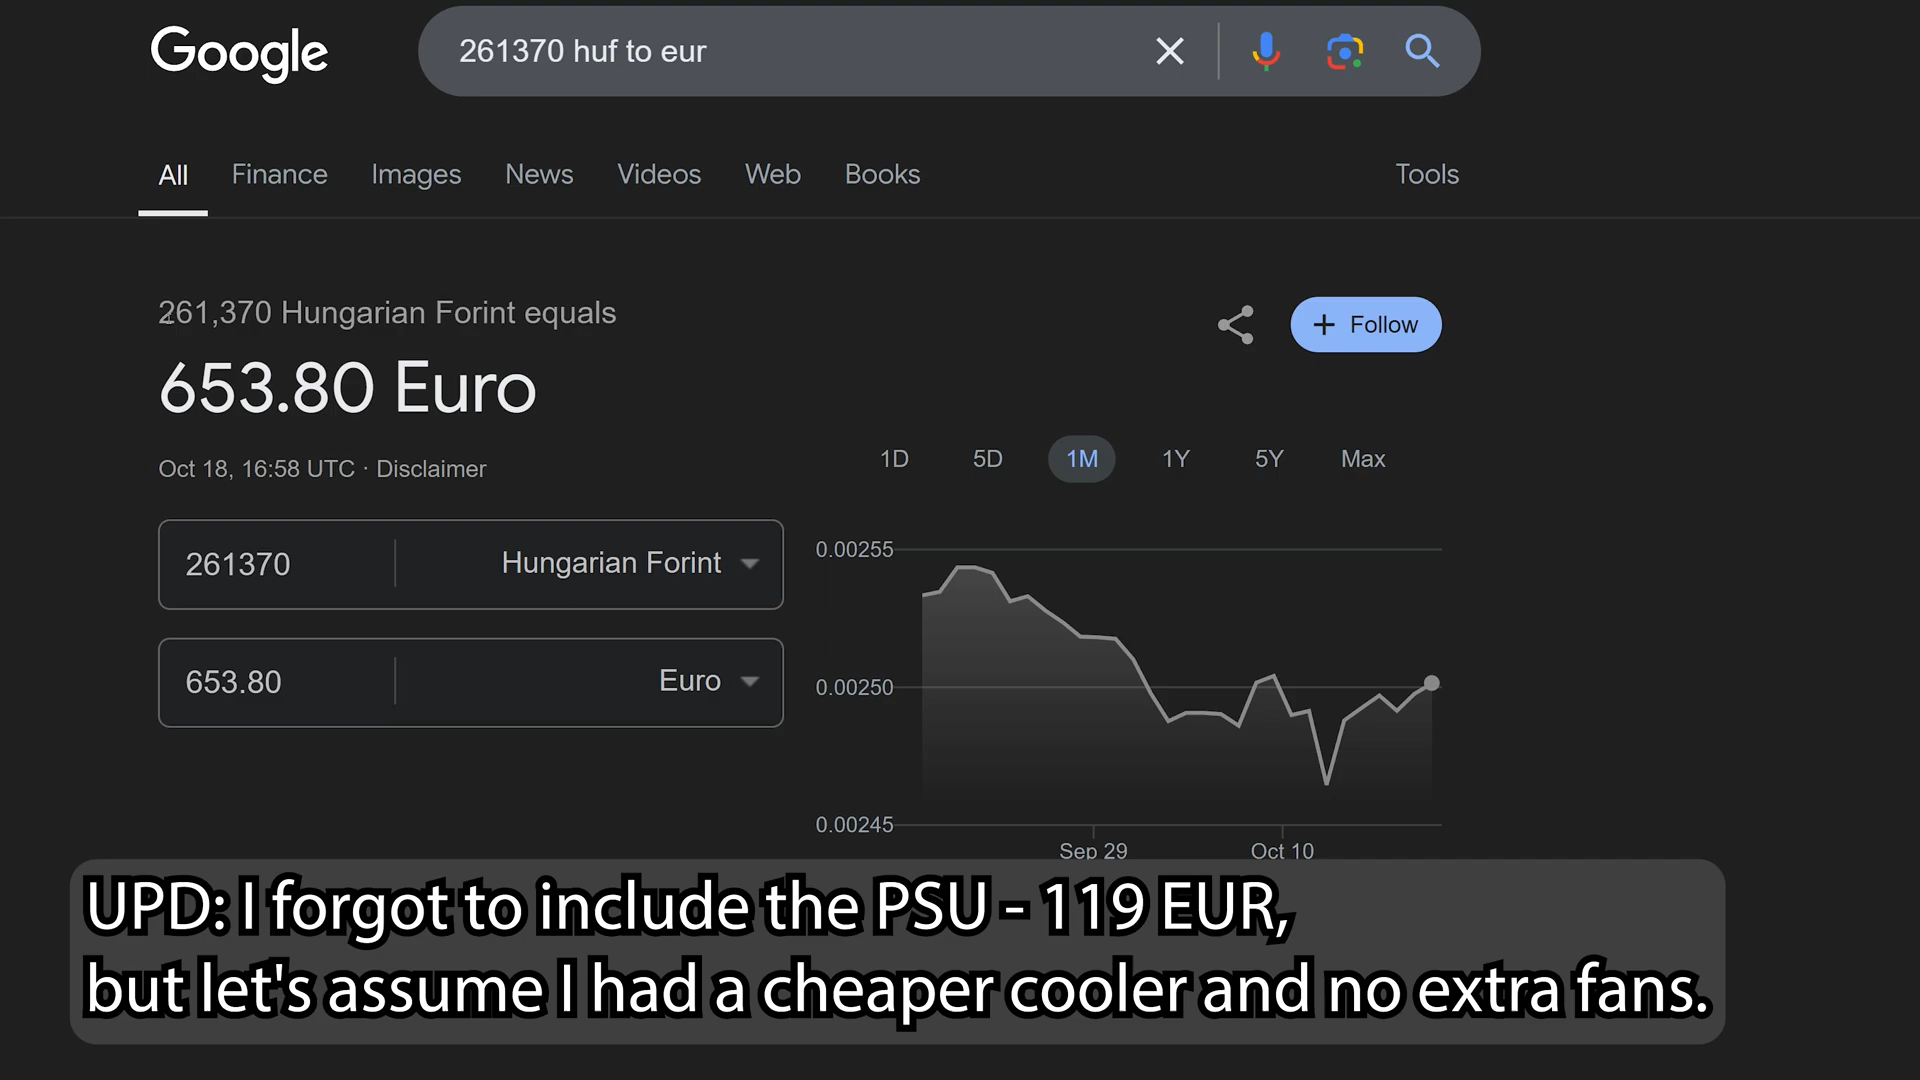 Google
261370 huf to eur
All Finance Images News Videos Web Books Tools
261,370 Hungarian Forint equals
653.80 Euro
+ Follow
Oct 18, 16:58 UTC · Disclaimer
1D 5D 1M 1Y 5Y Max
261370 Hungarian Forint
653.80 Euro
0.00255
0.00250
0.00245
Sep 29 Oct 10
UPD: I forgot to include the PSU - 119 EUR,
but let's assume I had a cheaper cooler and no extra fans.